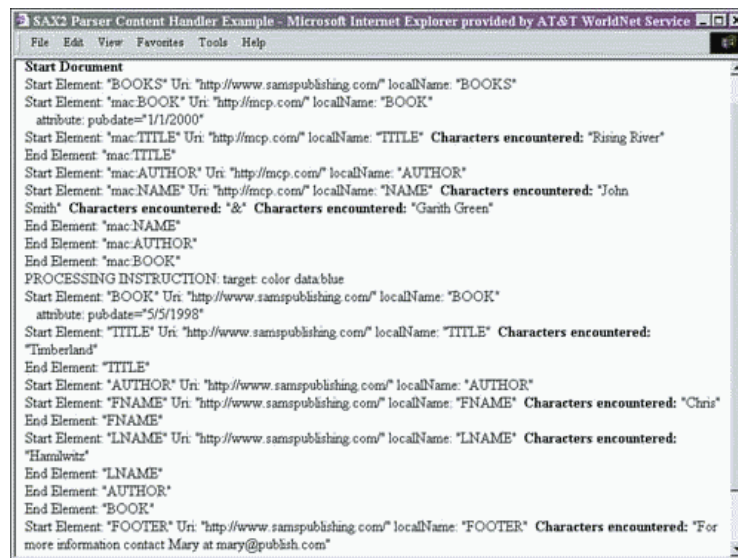 SAX2 Parser Content Handler Example - Microsoft Internet Explorer provided by AT&T WorldNet Service
File Edit View Favorites Tools Help
Start Document
Start Element: "BOOKS" Uri: "http://www.samspublishing.com/" localName: "BOOKS"
Start Element: "mac:BOOK" Uri: "http://mcp.com/" localName: "BOOK"
attribute: pubdate="1/1/2000"
Start Element: "mac:TITLE" Uri: "http://mcp.com/" localName: "TITLE" Characters encountered: "Rising River"
End Element: "mac:TITLE"
Start Element: "mac:AUTHOR" Uri: "http://mcp.com/" localName: "AUTHOR"
Start Element: "mac:NAME" Uri: "http://mcp.com/" localName: "NAME" Characters encountered: "John
Smith" Characters encountered: "&" Characters encountered: "Garith Green"
End Element: "mac:NAME"
End Element: "mac:AUTHOR"
End Element: "mac:BOOK"
PROCESSING INSTRUCTION: target: color data:blue
Start Element: "BOOK" Uri: "http://www.samspublishing.com/" localName: "BOOK"
attribute: pubdate="5/5/1998"
Start Element: "TITLE" Uri: "http://www.samspublishing.com/" localName: "TITLE" Characters encountered:
"Timberland"
End Element: "TITLE"
Start Element: "AUTHOR" Uri: "http://www.samspublishing.com/" localName: "AUTHOR"
Start Element: "FNAME" Uri: "http://www.samspublishing.com/" localName: "FNAME" Characters encountered: "Chris"
End Element: "FNAME"
Start Element: "LNAME" Uri: "http://www.samspublishing.com/" localName: "LNAME" Characters encountered:
"Hamilwitz"
End Element: "LNAME"
End Element: "AUTHOR"
End Element: "BOOK"
Start Element: "FOOTER" Uri: "http://www.samspublishing.com/" localName: "FOOTER" Characters encountered: "For
more information contact Mary at mary@publish.com"